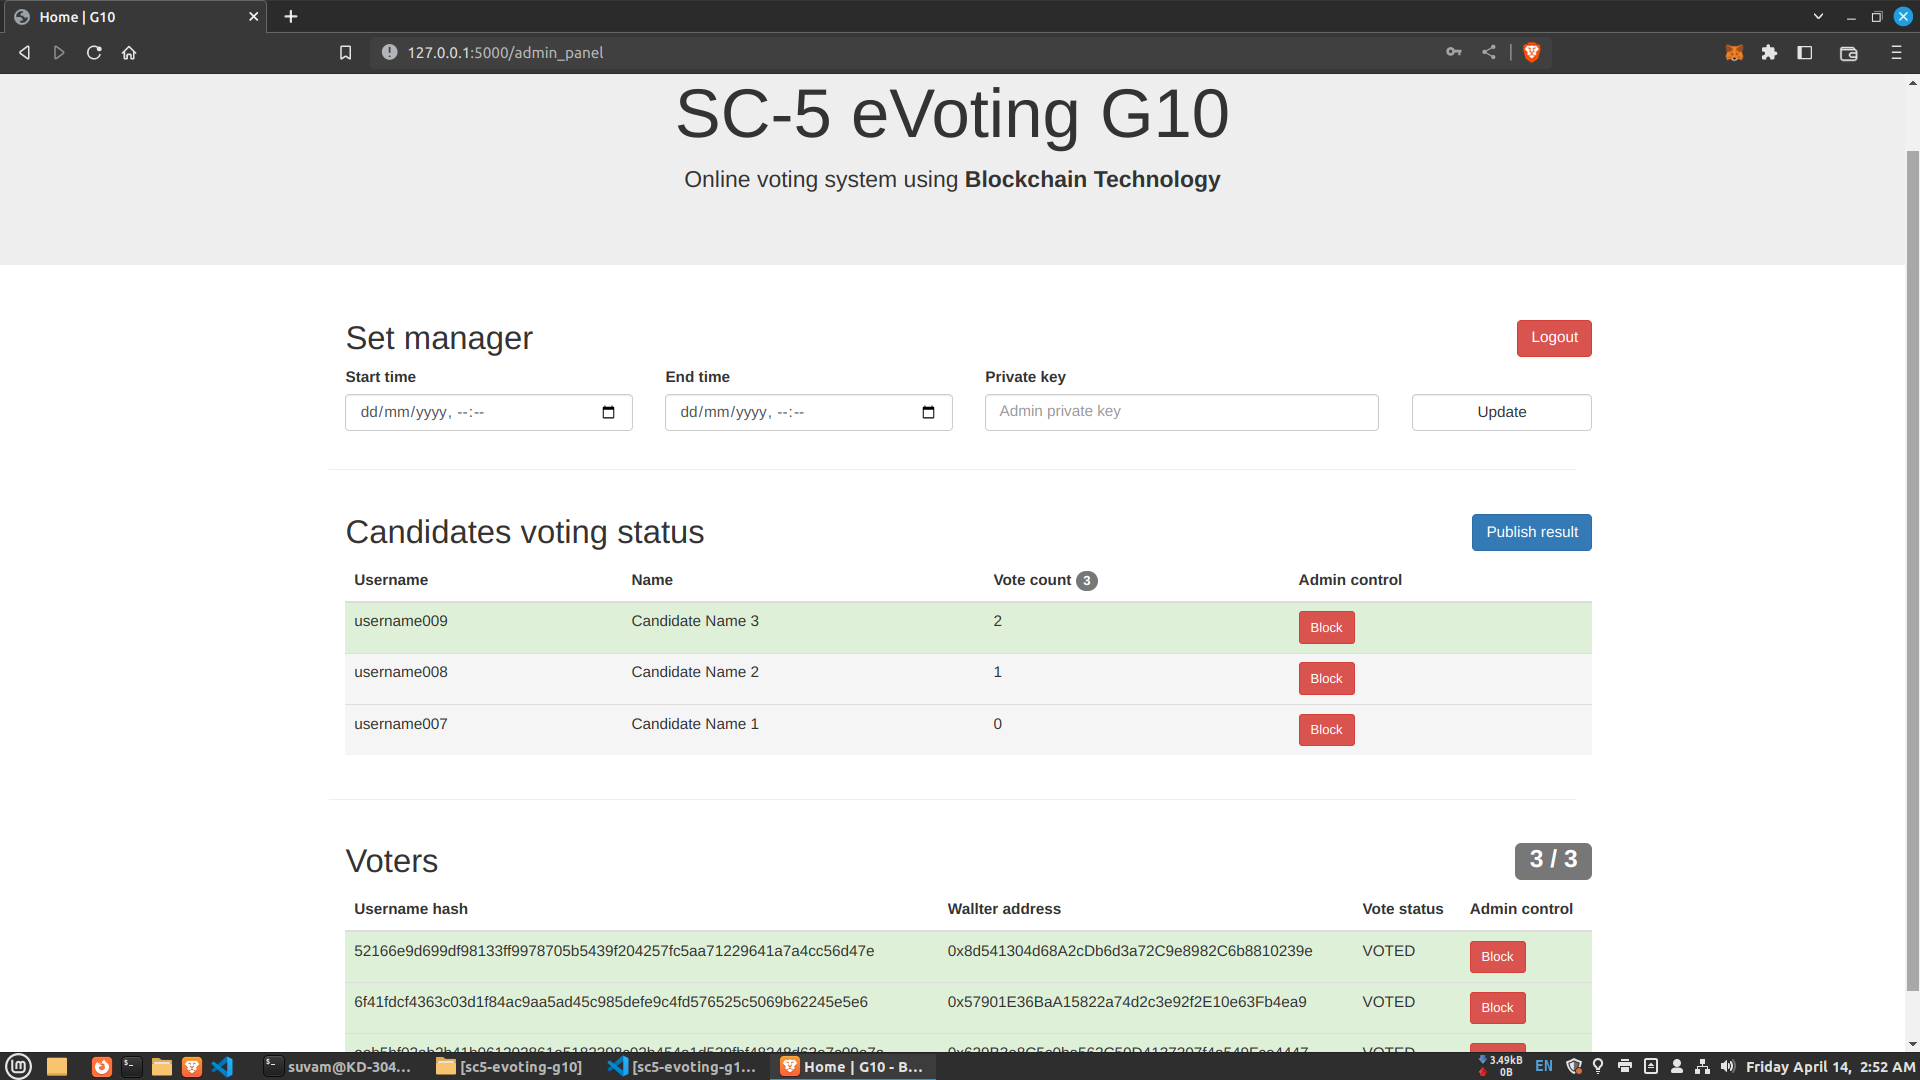 Home | G10
127.0.0.1:5000/admin_panel
SC-5 eVoting G10
Online voting system using Blockchain Technology
Set manager
Logout
Start time
End time
Private key
dd/mm/yyyy, --:--
dd/mm/yyyy, --:--
Admin private key
Update
Candidates voting status
Publish result
Username Name Vote count 3 Admin control
username009 Candidate Name 3 2 Block
username008 Candidate Name 2 1 Block
username007 Candidate Name 1 0 Block
Voters
3 / 3
Username hash Wallter address Vote status Admin control
52166e9d699df98133ff9978705b5439f204257fc5aa71229641a7a4cc56d47e 0x8d541304d68A2cDb6d3a72C9e8982C6b8810239e VOTED Block
6f41fdcf4363c03d1f84ac9aa5ad45c985defe9c4fd576525c5069b62245e5e6 0x57901E36BaA15822a74d2c3e92f2E10e63Fb4ea9 VOTED Block
VOTED
suvam@KD-304...
[sc5-evoting-g10]
[sc5-evoting-g1...
Home | G10 - B...
3.49kB
0B
EN
Friday April 14, 2:52 AM